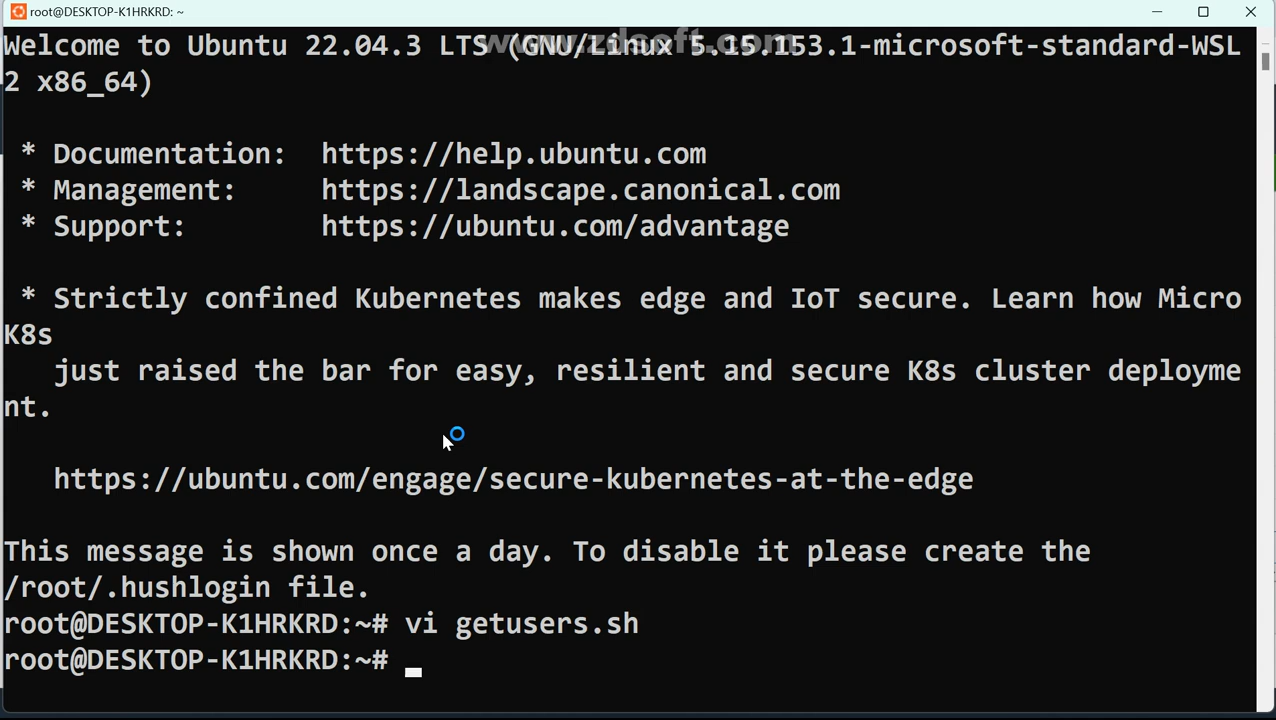 root@DESKTOP-K1HRKRD: ~
www.zdsoft.com
Welcome to Ubuntu 22.04.3 LTS (GNU/Linux 5.15.153.1-microsoft-standard-WSL
2 x86_64)
* Documentation: https://help.ubuntu.com
* Management: https://landscape.canonical.com
* Support: https://ubuntu.com/advantage
* Strictly confined Kubernetes makes edge and IoT secure. Learn how Micro
K8s
just raised the bar for easy, resilient and secure K8s cluster deployme
nt.
https://ubuntu.com/engage/secure-kubernetes-at-the-edge
This message is shown once a day. To disable it please create the
/root/.hushlogin file.
root@DESKTOP-K1HRKRD:~# vi getusers.sh
root@DESKTOP-K1HRKRD:~#